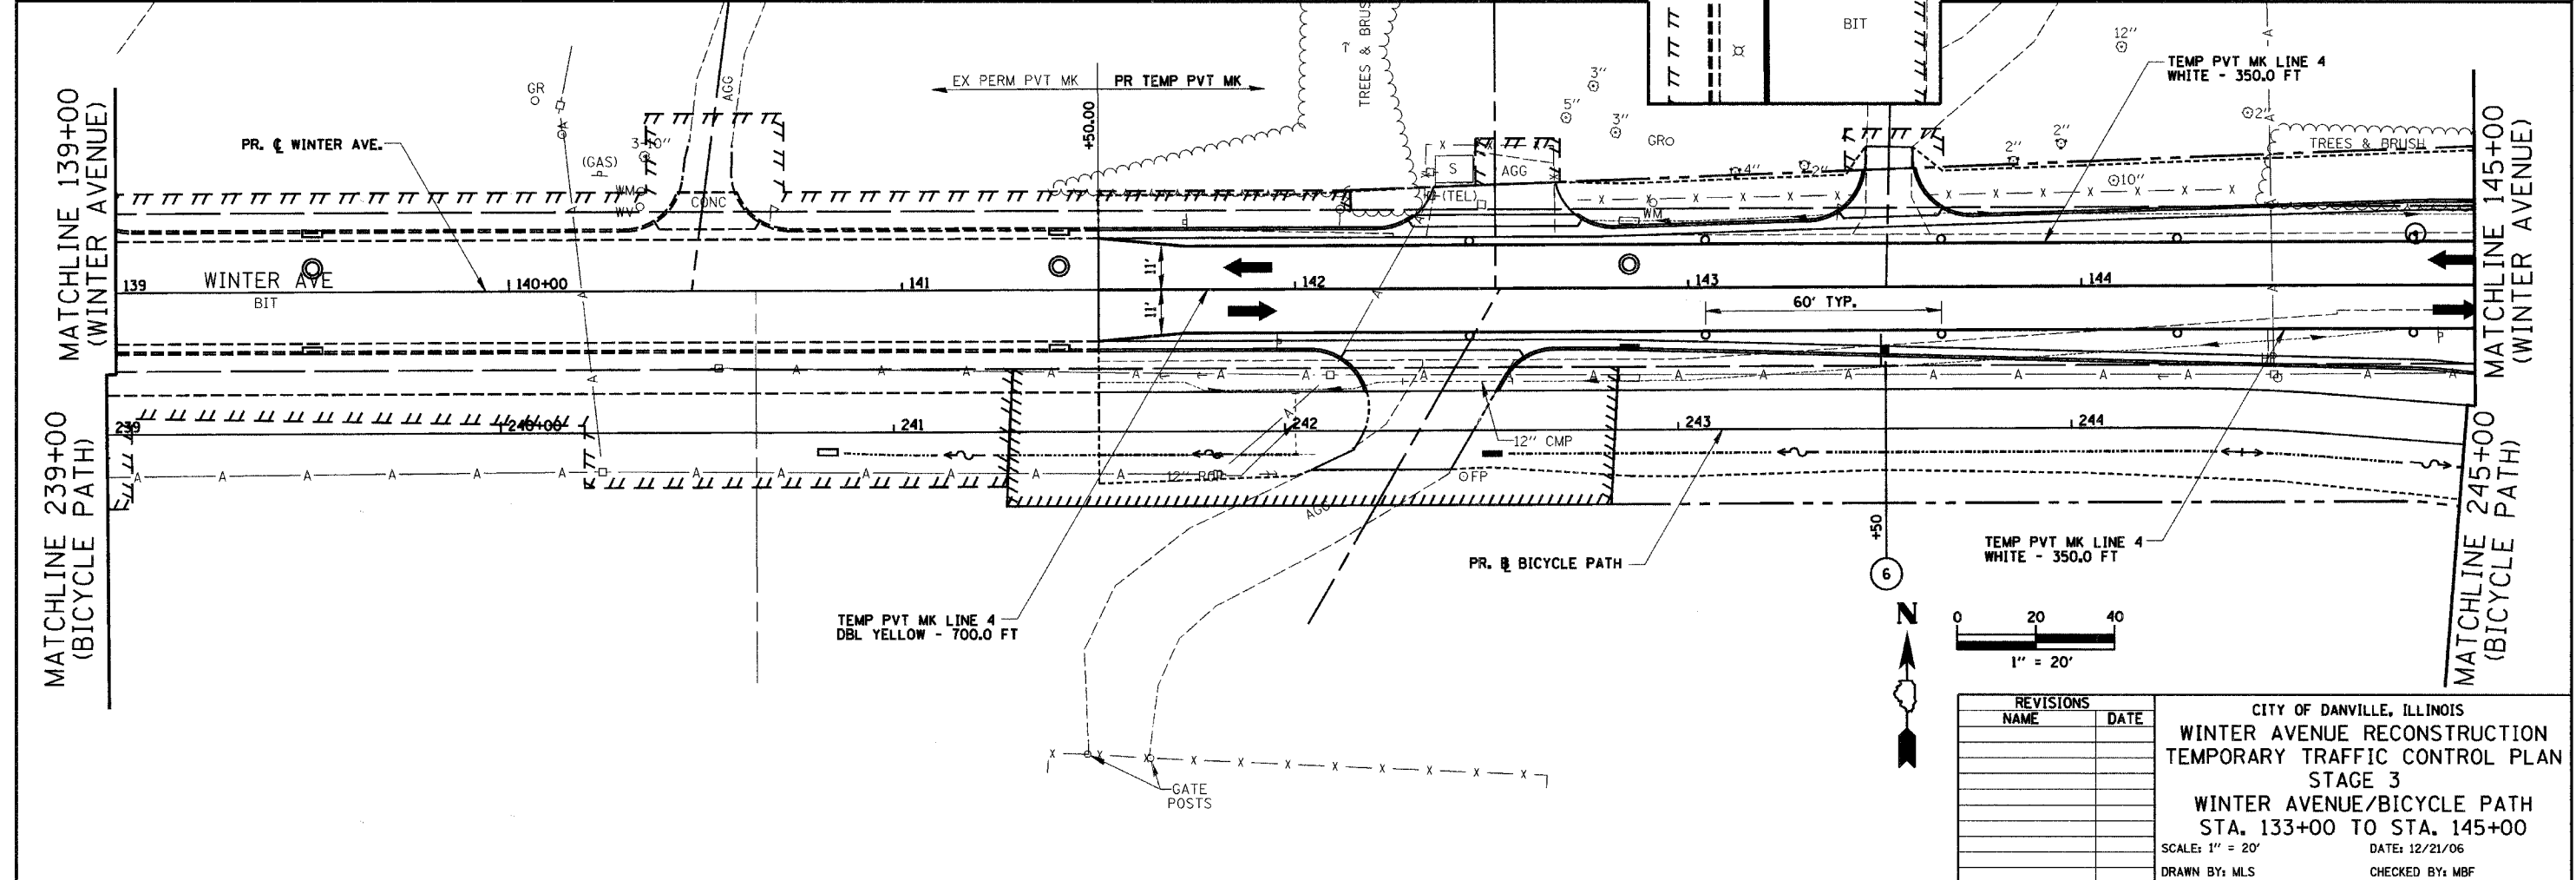 BIT
12"
TREES & BRUS
AGG
GR
EX PERM PVT MK
PR TEMP PVT MK
TEMP PVT MK LINE 4
WHITE - 350.0 FT
3"
5"
3"
GR
2"
2"
2"
TREES & BRUSH
MATCHLINE 139+00
(WINTER AVENUE)
PR. ℄ WINTER AVE.
3-10"
(GAS)
WM
WV
CONC
+50.00
S
AGG
(TEL)
WM
4"
2"
10"
MATCHLINE 145+00
(WINTER AVENUE)
WINTER AVE
BIT
139
140+00
141
142
143
144
11'
11'
60' TYP.
MATCHLINE 239+00
(BICYCLE PATH)
239
240+00
241
242
243
244
12" CMP
FP
AGG
MATCHLINE 245+00
(BICYCLE PATH)
+50
6
PR. BL BICYCLE PATH
TEMP PVT MK LINE 4
WHITE - 350.0 FT
TEMP PVT MK LINE 4
DBL YELLOW - 700.0 FT
N
0 20 40
1" = 20'
GATE
POSTS
REVISIONS
NAME DATE
CITY OF DANVILLE, ILLINOIS
WINTER AVENUE RECONSTRUCTION
TEMPORARY TRAFFIC CONTROL PLAN
STAGE 3
WINTER AVENUE/BICYCLE PATH
STA. 133+00 TO STA. 145+00
SCALE: 1" = 20' DATE: 12/21/06
DRAWN BY: MLS CHECKED BY: MBF